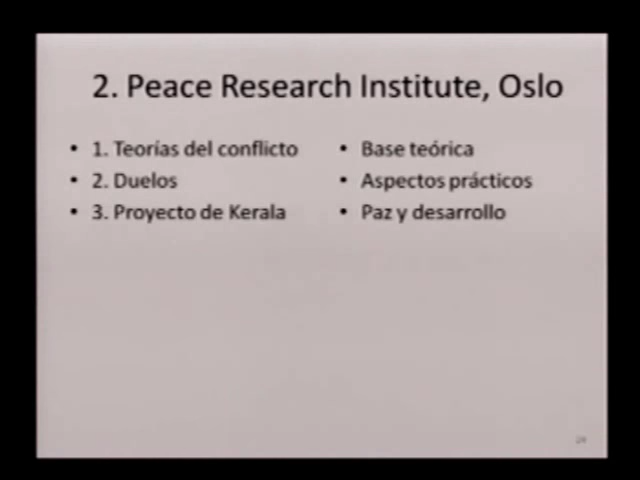 2. Peace Research Institute, Oslo
• 1. Teorías del conflicto
• 2. Duelos
• 3. Proyecto de Kerala
• Base teórica
• Aspectos prácticos
• Paz y desarrollo
24